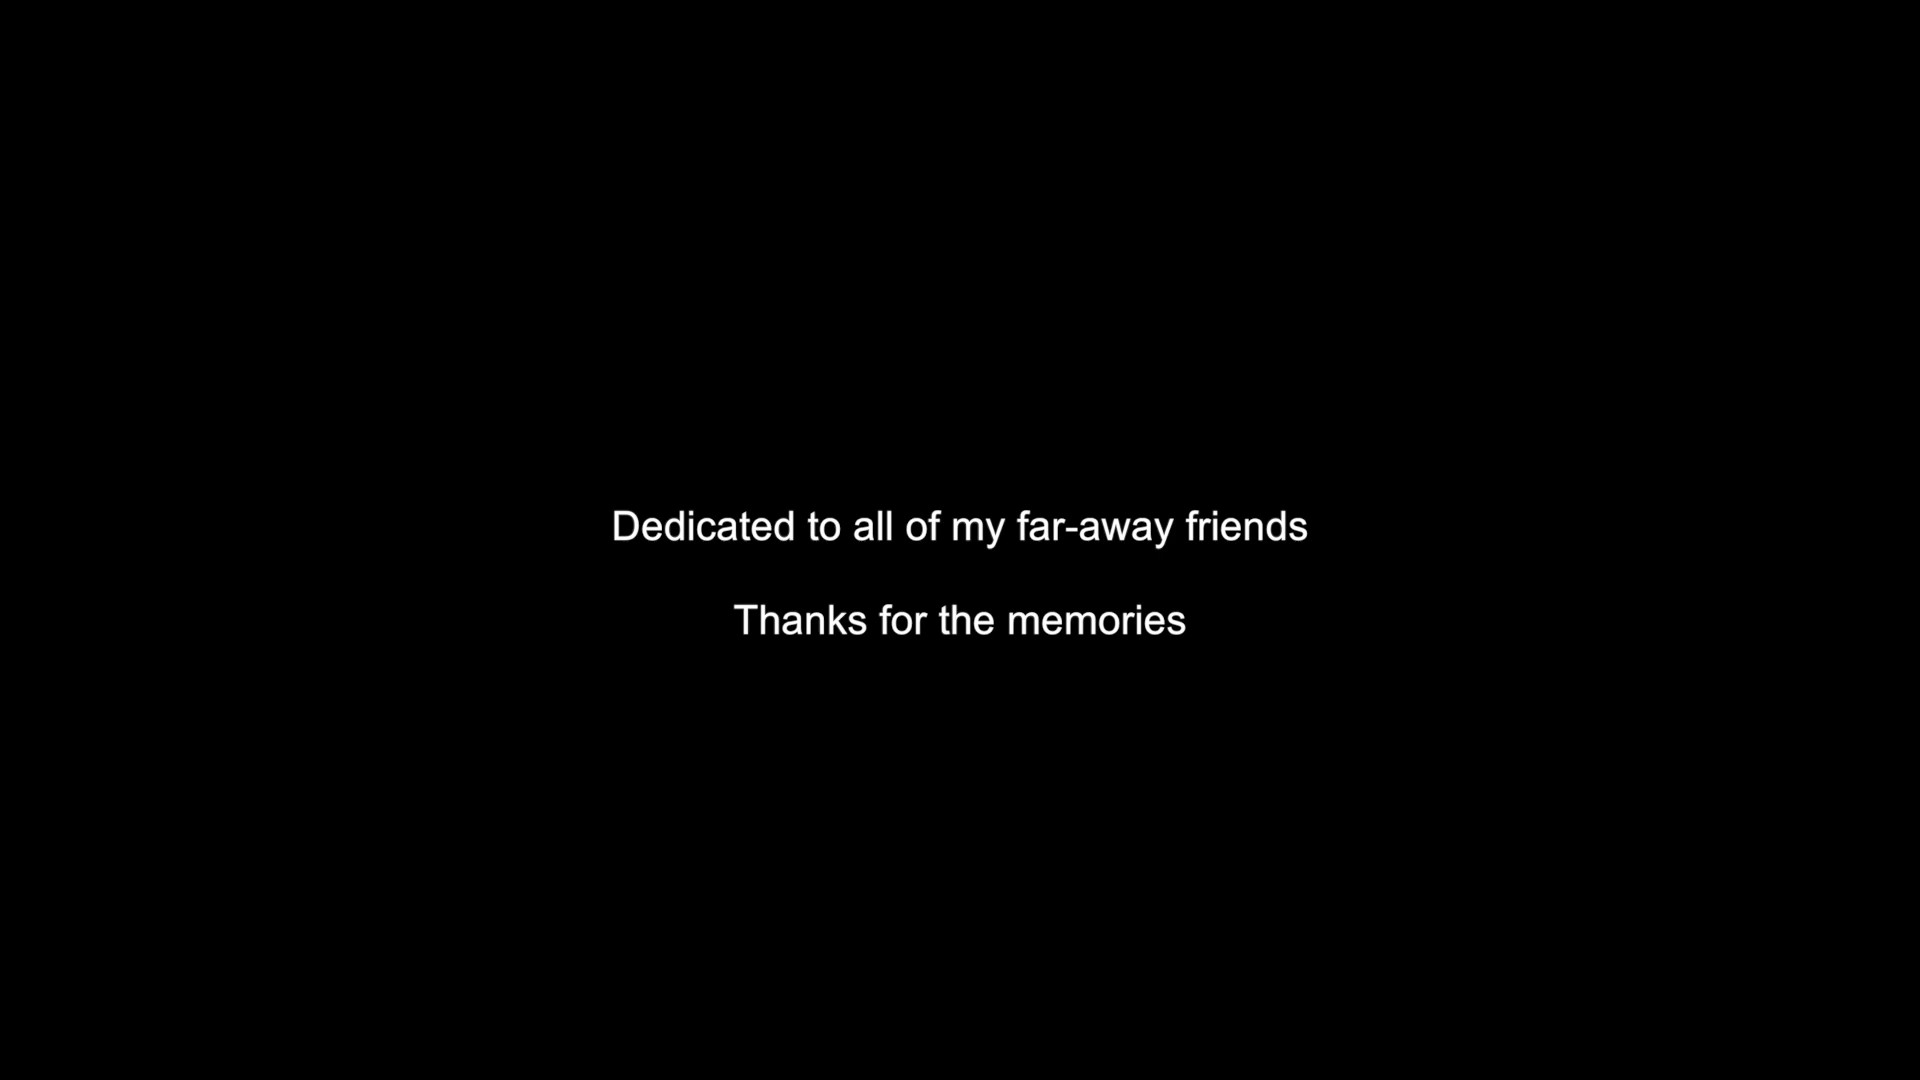 Dedicated to all of my far-away friends
Thanks for the memories